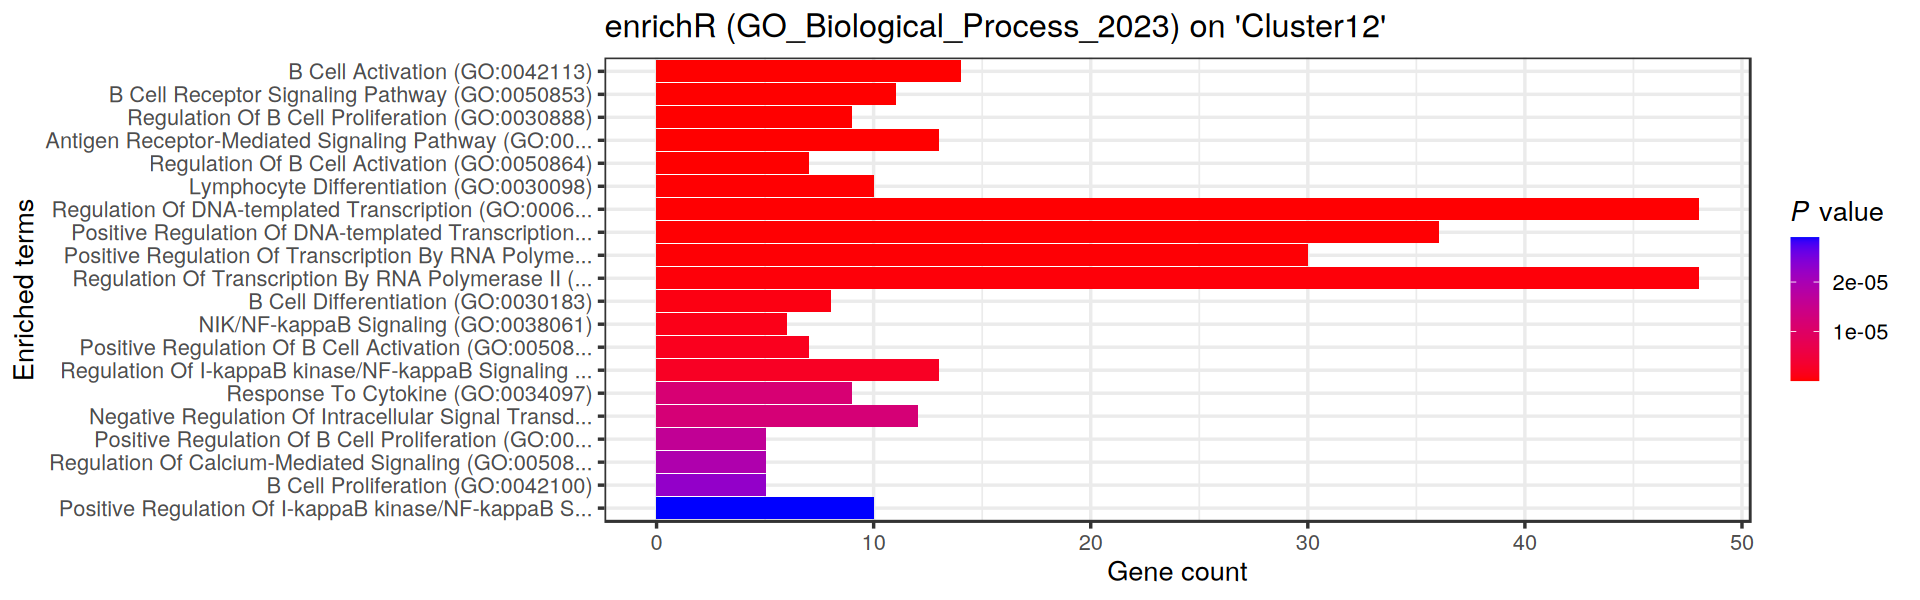 enrichR (GO_Biological_Process_2023) on 'Cluster12'
B Cell Activation (GO:0042113)
B Cell Receptor Signaling Pathway (GO:0050853)
Regulation Of B Cell Proliferation (GO:0030888)
Antigen Receptor-Mediated Signaling Pathway (GO:00...
Regulation Of B Cell Activation (GO:0050864)
Lymphocyte Differentiation (GO:0030098)
Regulation Of DNA-templated Transcription (GO:0006...
Positive Regulation Of DNA-templated Transcription...
Positive Regulation Of Transcription By RNA Polyme...
Regulation Of Transcription By RNA Polymerase II (...
B Cell Differentiation (GO:0030183)
NIK/NF-kappaB Signaling (GO:0038061)
Positive Regulation Of B Cell Activation (GO:00508...
Regulation Of I-kappaB kinase/NF-kappaB Signaling ...
Response To Cytokine (GO:0034097)
Negative Regulation Of Intracellular Signal Transd...
Positive Regulation Of B Cell Proliferation (GO:00...
Regulation Of Calcium-Mediated Signaling (GO:00508...
B Cell Proliferation (GO:0042100)
Positive Regulation Of I-kappaB kinase/NF-kappaB S...
Enriched terms
0 10 20 30 40 50
Gene count
P value
2e-05
1e-05